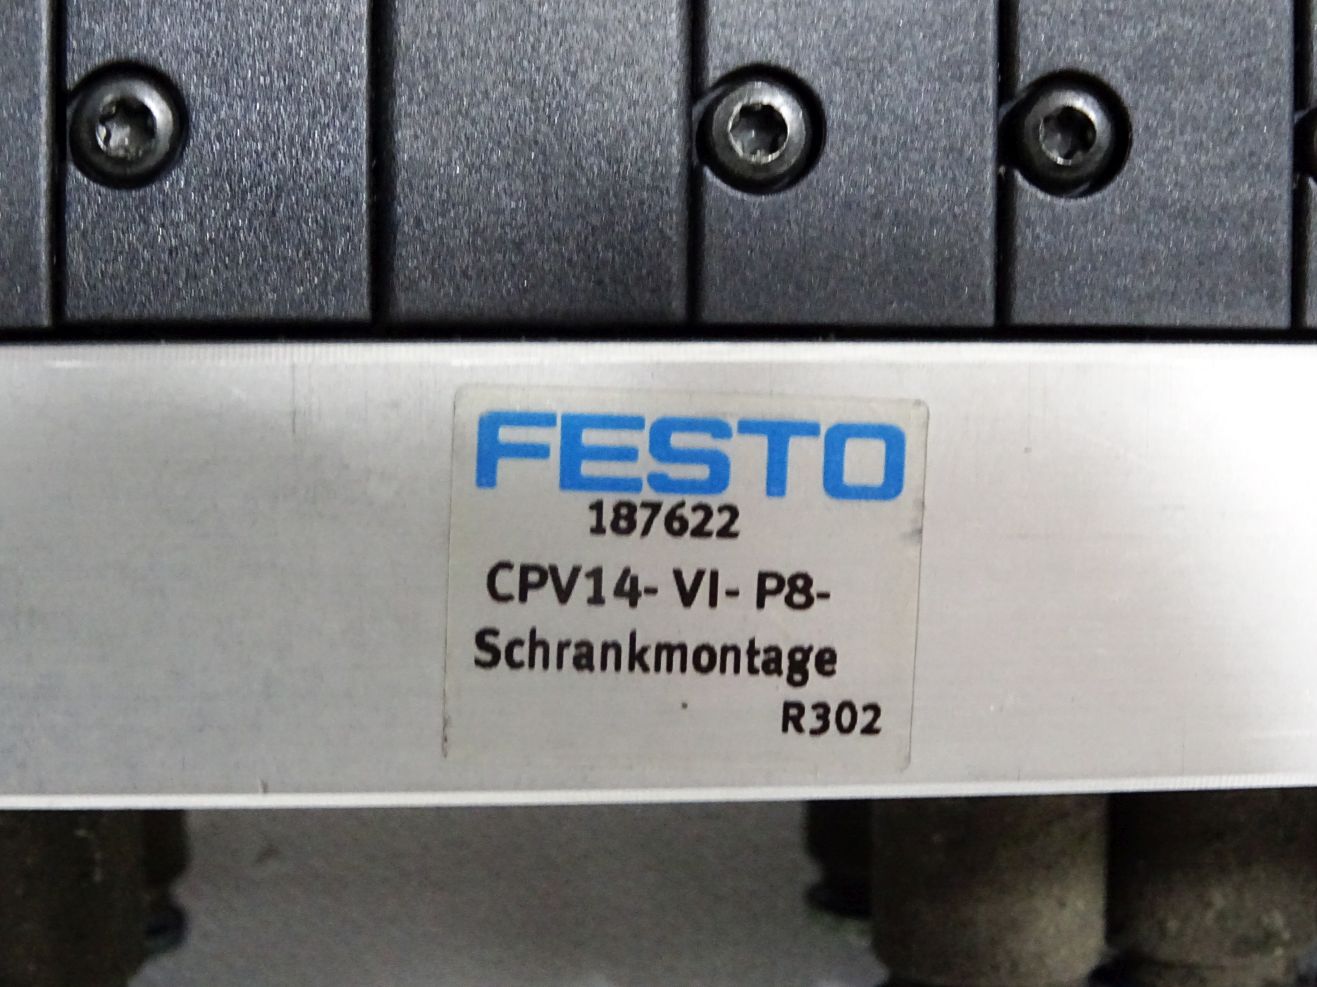 FESTO
187622
CPV14- VI- P8-
Schrankmontage
R302